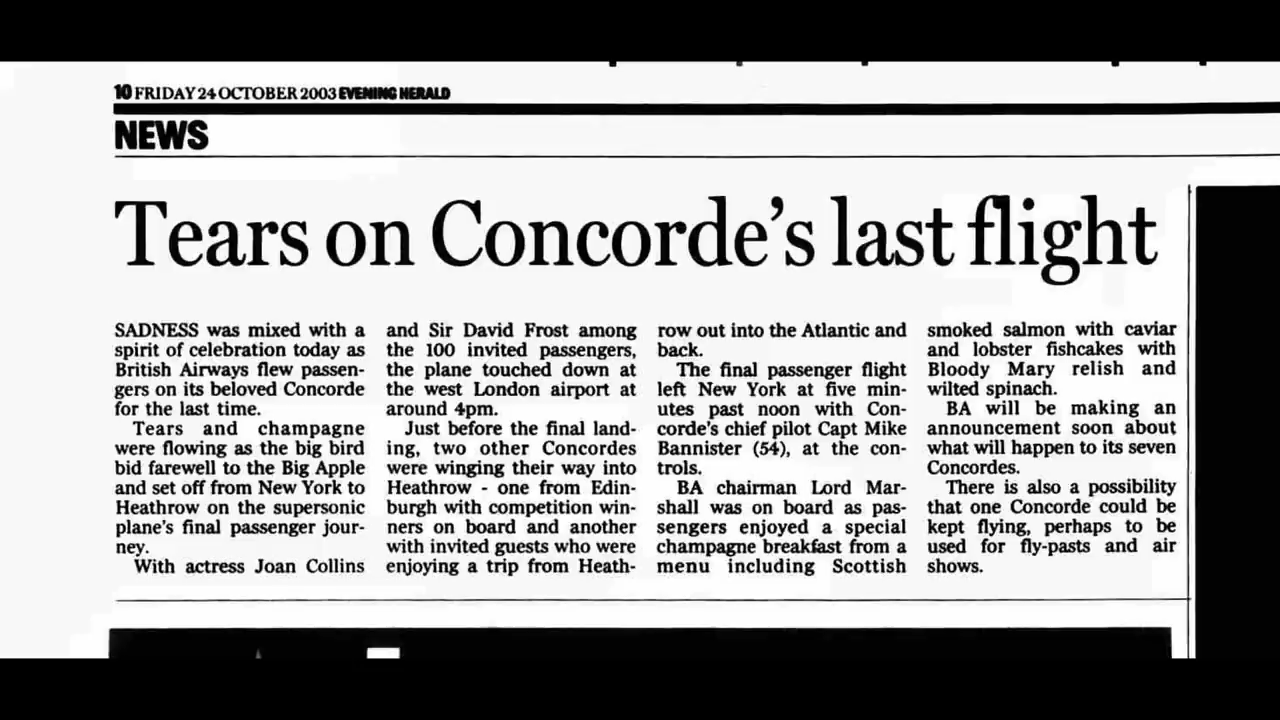 10 FRIDAY 24 OCTOBER 2003 EVENING HERALD
NEWS
Tears on Concorde's last flight
SADNESS was mixed with a
spirit of celebration today as
British Airways flew passen-
gers on its beloved Concorde
for the last time.
Tears and champagne
were flowing as the big bird
bid farewell to the Big Apple
and set off from New York to
Heathrow on the supersonic
plane's final passenger jour-
ney.
With actress Joan Collins
and Sir David Frost among
the 100 invited passengers,
the plane touched down at
the west London airport at
around 4pm.
Just before the final land-
ing, two other Concordes
were winging their way into
Heathrow - one from Edin-
burgh with competition win-
ners on board and another
with invited guests who were
enjoying a trip from Heath-
row out into the Atlantic and
back.
The final passenger flight
left New York at five min-
utes past noon with Con-
corde's chief pilot Capt Mike
Bannister (54), at the con-
trols.
BA chairman Lord Mar-
shall was on board as pas-
sengers enjoyed a special
champagne breakfast from a
menu including Scottish
smoked salmon with caviar
and lobster fishcakes with
Bloody Mary relish and
wilted spinach.
BA will be making an
announcement soon about
what will happen to its seven
Concordes.
There is also a possibility
that one Concorde could be
kept flying, perhaps to be
used for fly-pasts and air
shows.